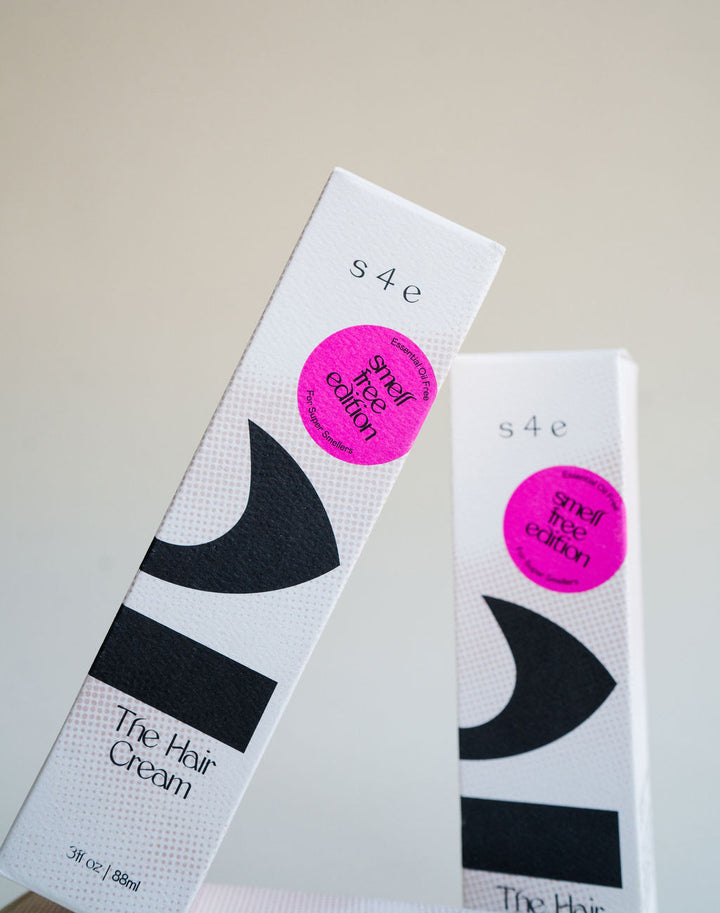 s4e
Essential Oil Free
smell
free
edition
For Super Smellers
The Hair
Cream
3fl oz | 88ml
s4e
Essential Oil Free
smell
free
edition
For Super Smellers
The Hair